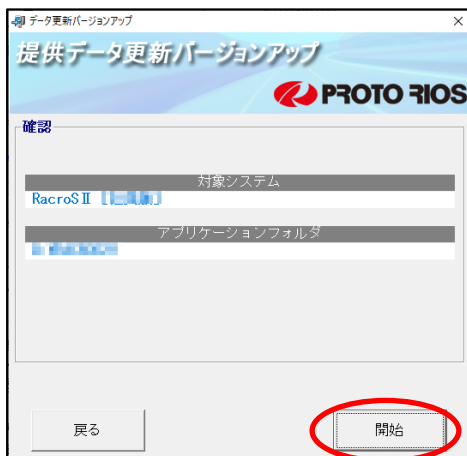 データ更新バージョンアップ
提供データ更新バージョンアップ
PROTO RIOS
確認
対象システム
RacroSⅡ
アプリケーションフォルダ
戻る
開始